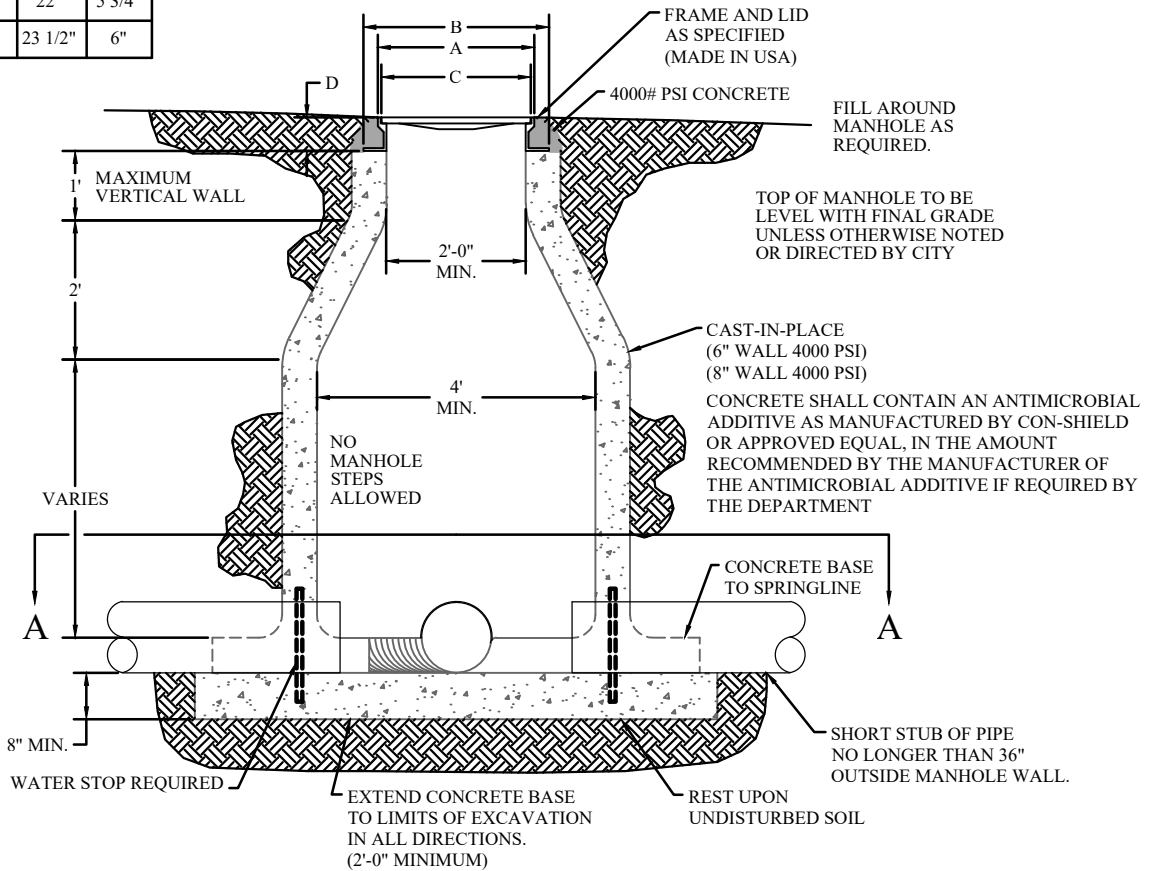 22"
5 3/4"
23 1/2"
6"
B
A
C
D
FRAME AND LID
AS SPECIFIED
(MADE IN USA)
4000# PSI CONCRETE
FILL AROUND
MANHOLE AS
REQUIRED.
1'
MAXIMUM
VERTICAL WALL
TOP OF MANHOLE TO BE
LEVEL WITH FINAL GRADE
UNLESS OTHERWISE NOTED
OR DIRECTED BY CITY
2'-0"
MIN.
2'
CAST-IN-PLACE
(6" WALL 4000 PSI)
(8" WALL 4000 PSI)
4'
MIN.
CONCRETE SHALL CONTAIN AN ANTIMICROBIAL
ADDITIVE AS MANUFACTURED BY CON-SHIELD
OR APPROVED EQUAL, IN THE AMOUNT
RECOMMENDED BY THE MANUFACTURER OF
THE ANTIMICROBIAL ADDITIVE IF REQUIRED BY
THE DEPARTMENT
NO
MANHOLE
STEPS
ALLOWED
VARIES
CONCRETE BASE
TO SPRINGLINE
A
A
8" MIN.
WATER STOP REQUIRED
EXTEND CONCRETE BASE
TO LIMITS OF EXCAVATION
IN ALL DIRECTIONS.
(2'-0" MINIMUM)
REST UPON
UNDISTURBED SOIL
SHORT STUB OF PIPE
NO LONGER THAN 36"
OUTSIDE MANHOLE WALL.